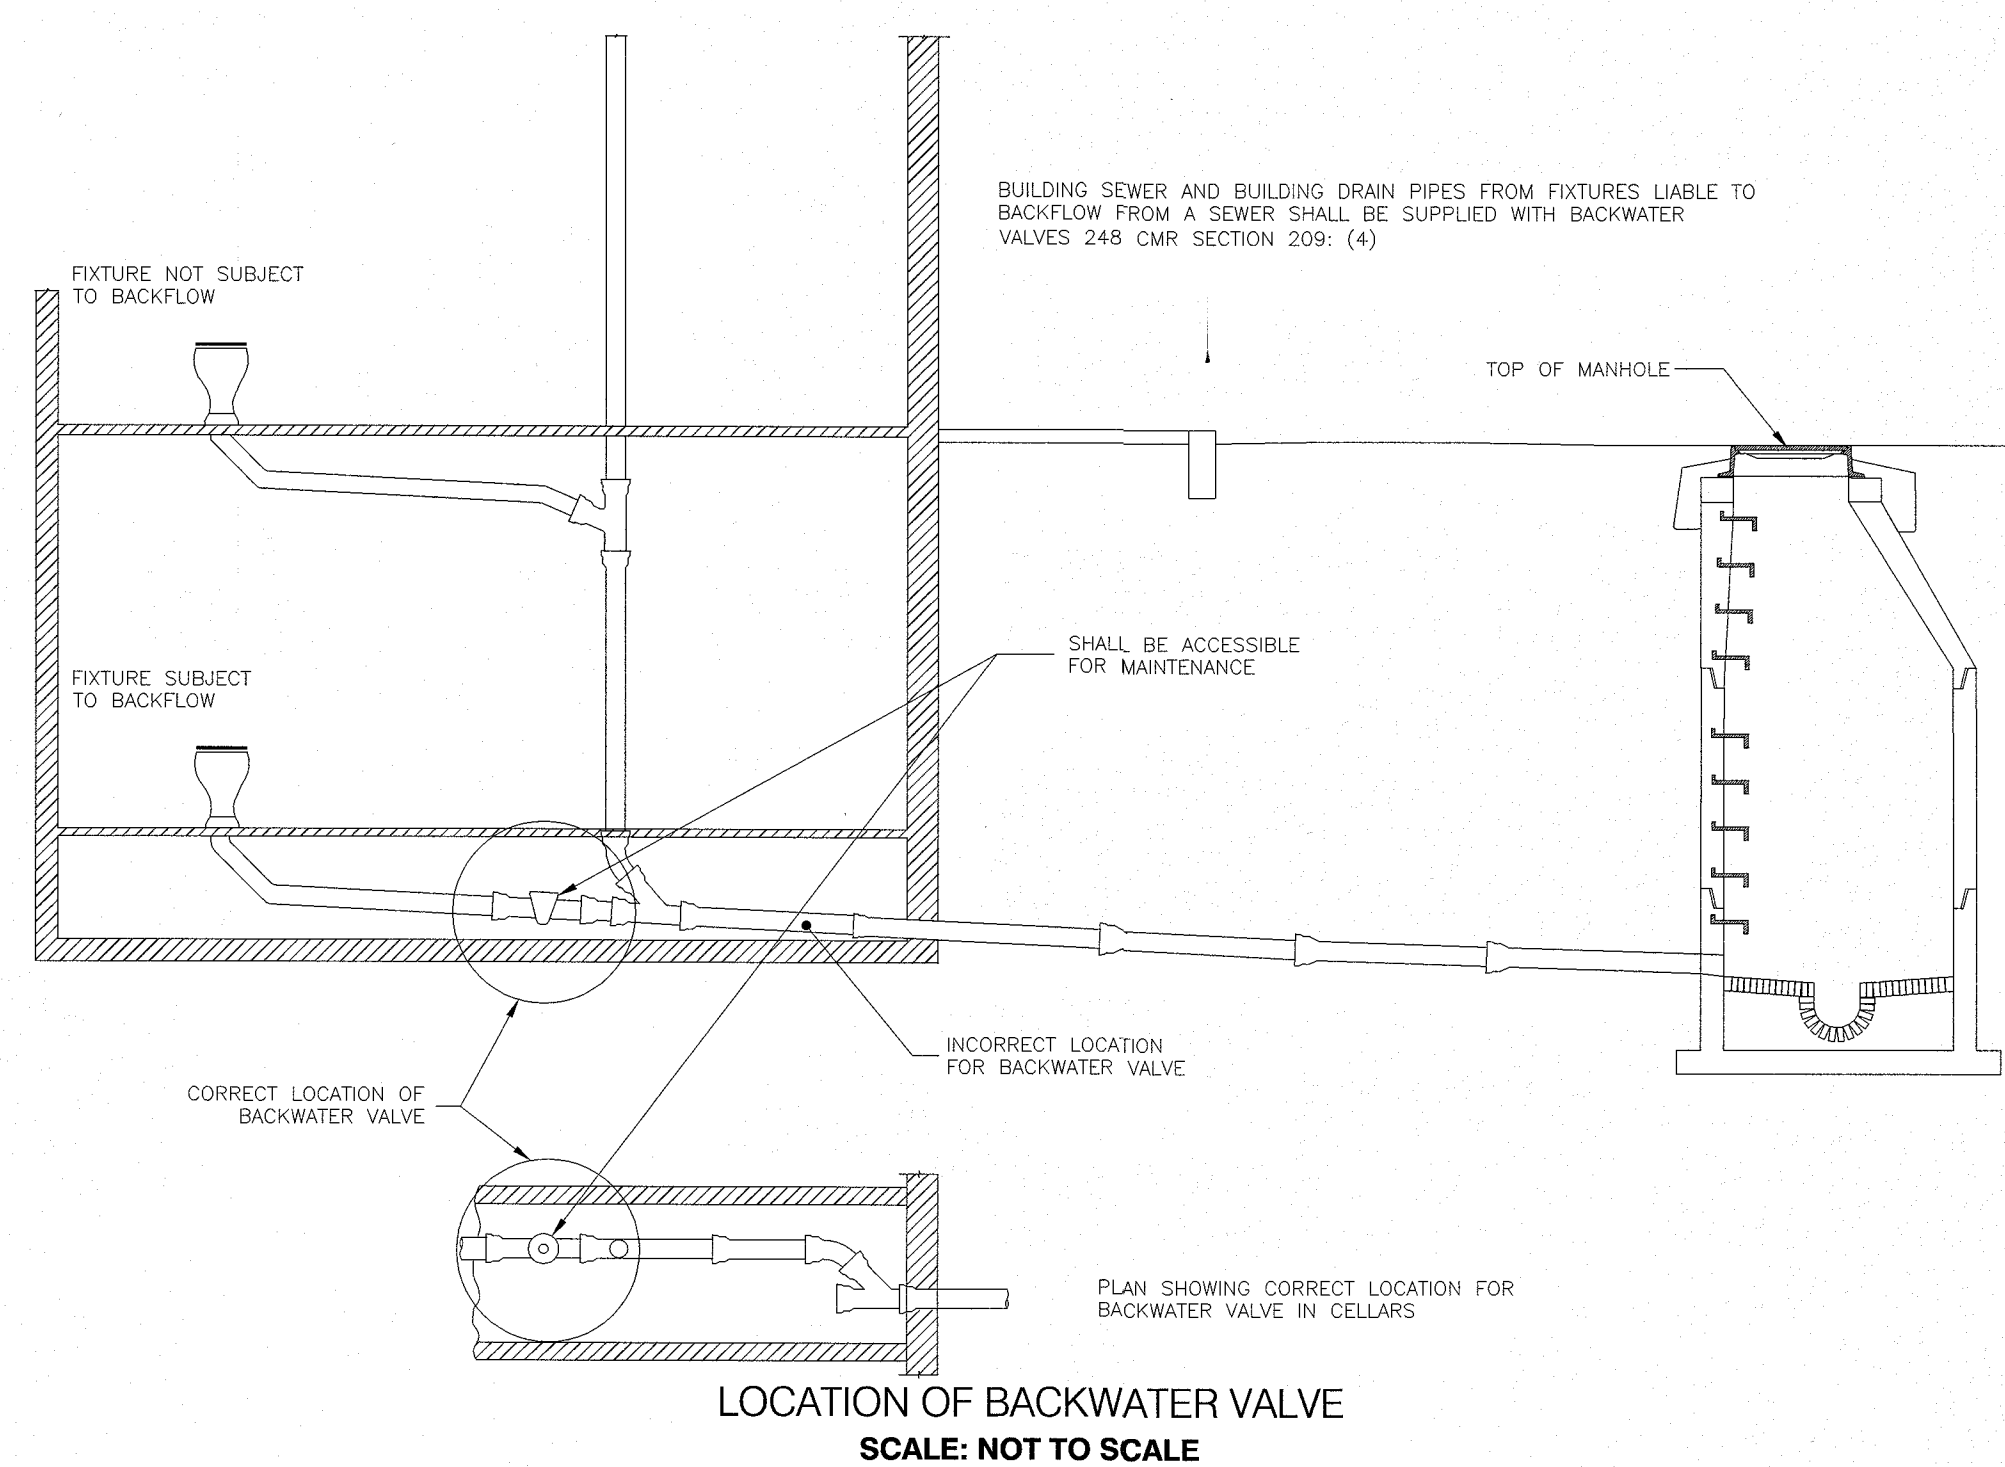 BUILDING SEWER AND BUILDING DRAIN PIPES FROM FIXTURES LIABLE TO
BACKFLOW FROM A SEWER SHALL BE SUPPLIED WITH BACKWATER
VALVES 248 CMR SECTION 209: (4)
FIXTURE NOT SUBJECT
TO BACKFLOW
TOP OF MANHOLE
SHALL BE ACCESSIBLE
FOR MAINTENANCE
FIXTURE SUBJECT
TO BACKFLOW
INCORRECT LOCATION
FOR BACKWATER VALVE
CORRECT LOCATION OF
BACKWATER VALVE
PLAN SHOWING CORRECT LOCATION FOR
BACKWATER VALVE IN CELLARS
LOCATION OF BACKWATER VALVE
SCALE: NOT TO SCALE